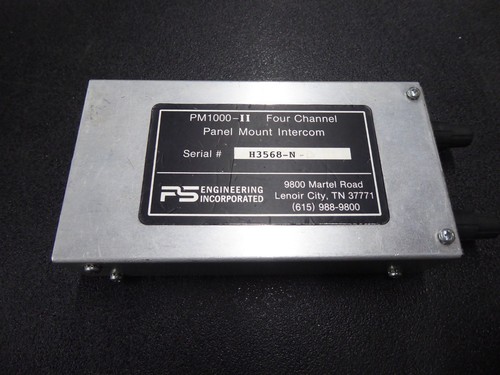 PM1000-II Four Channel
Panel Mount Intercom
Serial # H3568-N-
PS ENGINEERING
INCORPORATED
9800 Martel Road
Lenoir City, TN 37771
(615) 988-9800